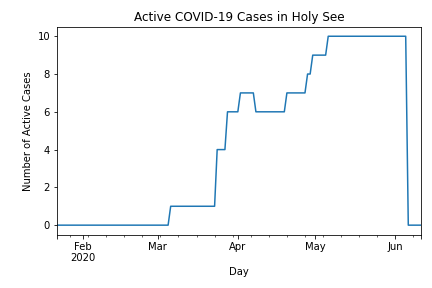 Active COVID-19 Cases in Holy See
Number of Active Cases
10
8
6
4
2
0
Feb
2020
Mar
Apr
May
Jun
Day